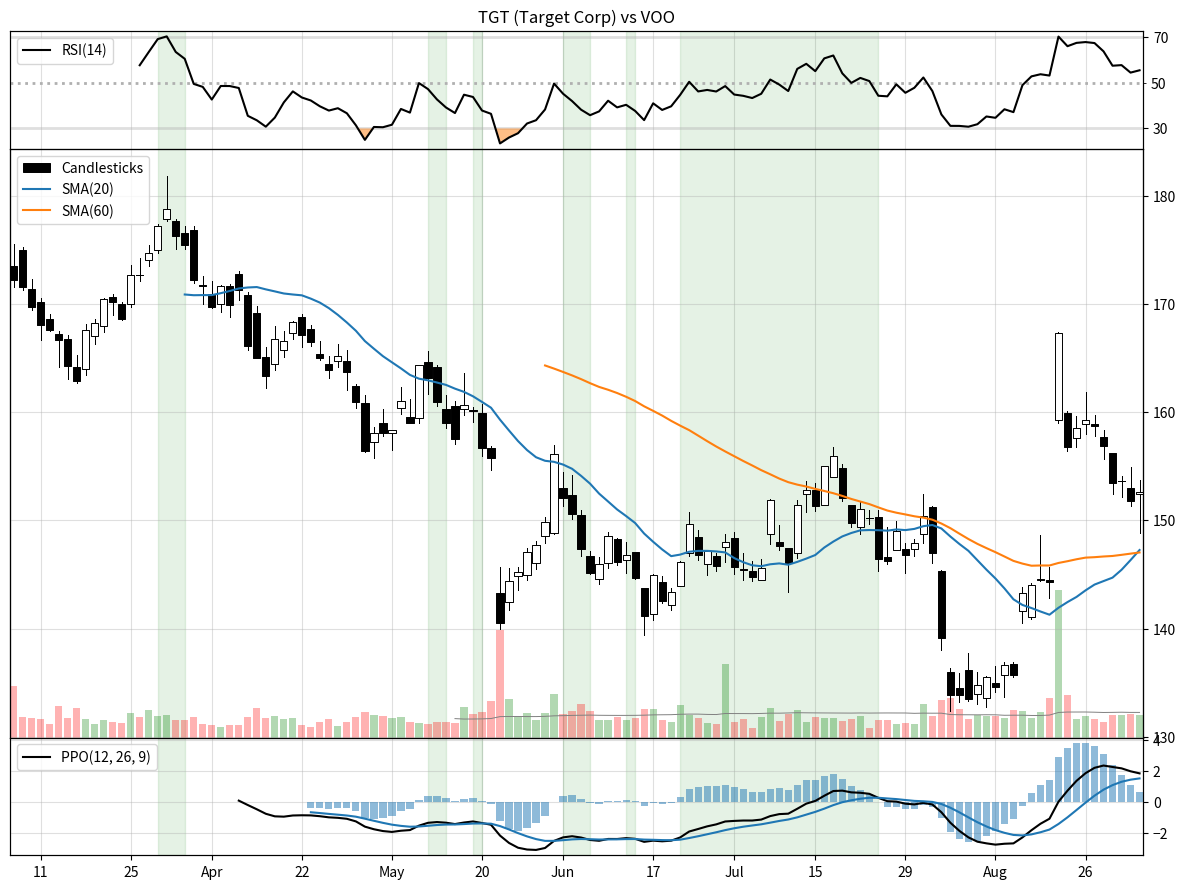 TGT (Target Corp) vs VOO
RSI(14)
70
50
30
Candlesticks
SMA(20)
SMA(60)
180
170
160
150
140
130
PPO(12, 26, 9)
4
2
0
−2
11 25 Apr 22 May 20 Jun 17 Jul 15 29 Aug 26